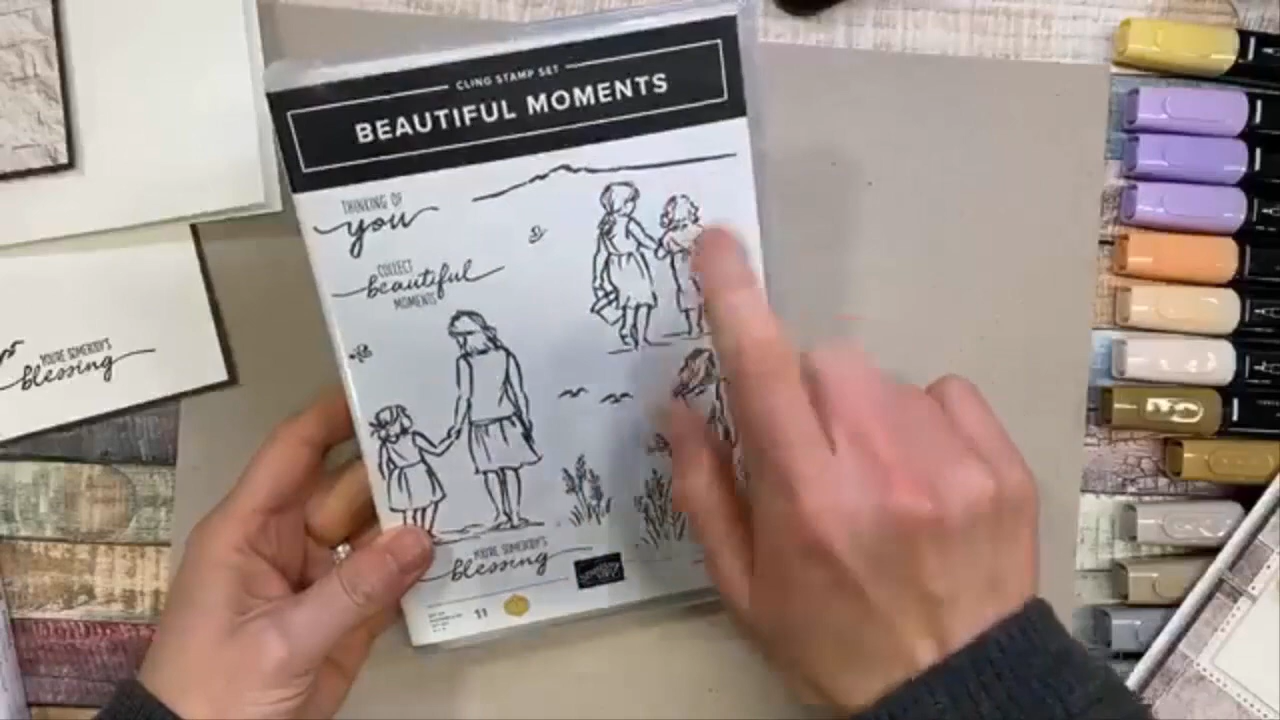 CLING STAMP SET
BEAUTIFUL MOMENTS
THINKING OF
you
COLLECT
beautiful
MOMENTS
YOU'RE SOMEBODY'S
blessing
11
YOU'RE SOMEBODY'S
blessing